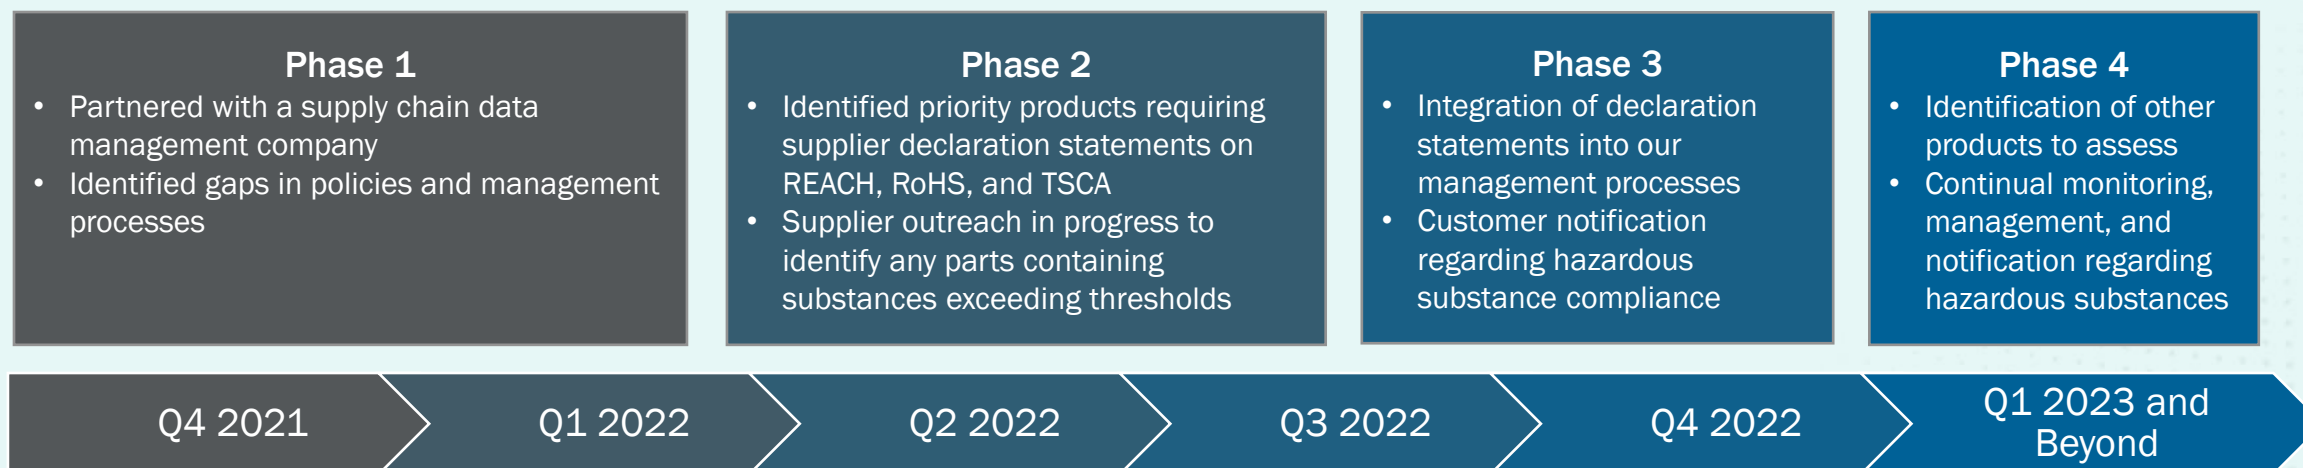 Phase 1
• Partnered with a supply chain data
management company
• Identified gaps in policies and management
processes
Phase 2
• Identified priority products requiring
supplier declaration statements on
REACH, RoHS, and TSCA
• Supplier outreach in progress to
identify any parts containing
substances exceeding thresholds
Phase 3
• Integration of declaration
statements into our
management processes
• Customer notification
regarding hazardous
substance compliance
Phase 4
• Identification of other
products to assess
• Continual monitoring,
management, and
notification regarding
hazardous substances
Q4 2021
Q1 2022
Q2 2022
Q3 2022
Q4 2022
Q1 2023 and
Beyond